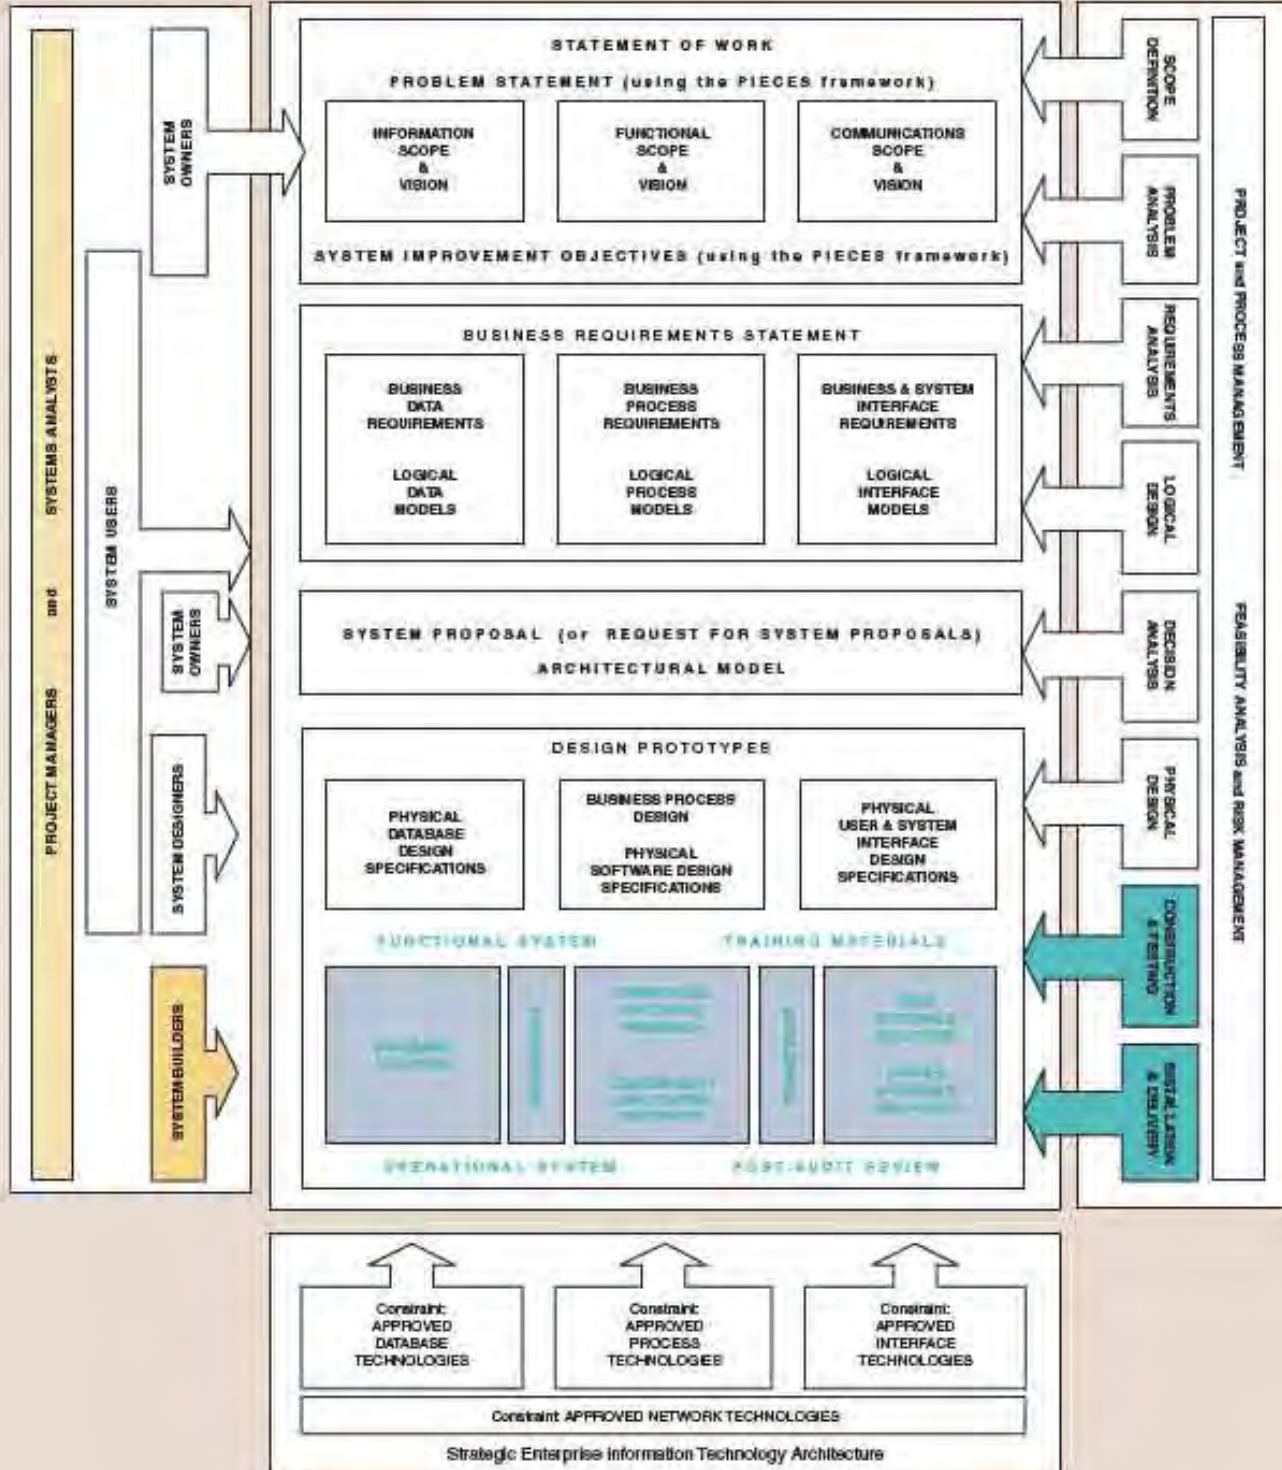 PROJECT MANAGERS and SYSTEMS ANALYSTS
SYSTEM USERS
SYSTEM
OWNERS
SYSTEM
OWNERS
SYSTEM DESIGNERS
SYSTEM BUILDERS
STATEMENT OF WORK
PROBLEM STATEMENT (using the PIECES framework)
INFORMATION
SCOPE
&
VISION
FUNCTIONAL
SCOPE
&
VISION
COMMUNICATIONS
SCOPE
&
VISION
SYSTEM IMPROVEMENT OBJECTIVES (using the PIECES framework)
BUSINESS REQUIREMENTS STATEMENT
BUSINESS
DATA
REQUIREMENTS
LOGICAL
DATA
MODELS
BUSINESS
PROCESS
REQUIREMENTS
LOGICAL
PROCESS
MODELS
BUSINESS & SYSTEM
INTERFACE
REQUIREMENTS
LOGICAL
INTERFACE
MODELS
SYSTEM PROPOSAL (or REQUEST FOR SYSTEM PROPOSALS)
ARCHITECTURAL MODEL
DESIGN PROTOTYPES
PHYSICAL
DATABASE
DESIGN
SPECIFICATIONS
BUSINESS PROCESS
DESIGN
PHYSICAL
SOFTWARE DESIGN
SPECIFICATIONS
PHYSICAL
USER & SYSTEM
INTERFACE
DESIGN
SPECIFICATIONS
FUNCTIONAL SYSTEM
TRAINING MATERIALS
OPERATIONAL SYSTEM
POST-AUDIT REVIEW
SCOPE
DEFINITION
PROBLEM
ANALYSIS
REQUIREMENTS
ANALYSIS
LOGICAL
DESIGN
DECISION
ANALYSIS
PHYSICAL
DESIGN
CONSTRUCTION
& TESTING
INSTALLATION
& DELIVERY
PROJECT and PROCESS MANAGEMENT
FEASIBILITY ANALYSIS and RISK MANAGEMENT
Constraint:
APPROVED
DATABASE
TECHNOLOGIES
Constraint:
APPROVED
PROCESS
TECHNOLOGIES
Constraint:
APPROVED
INTERFACE
TECHNOLOGIES
Constraint: APPROVED NETWORK TECHNOLOGIES
Strategic Enterprise Information Technology Architecture